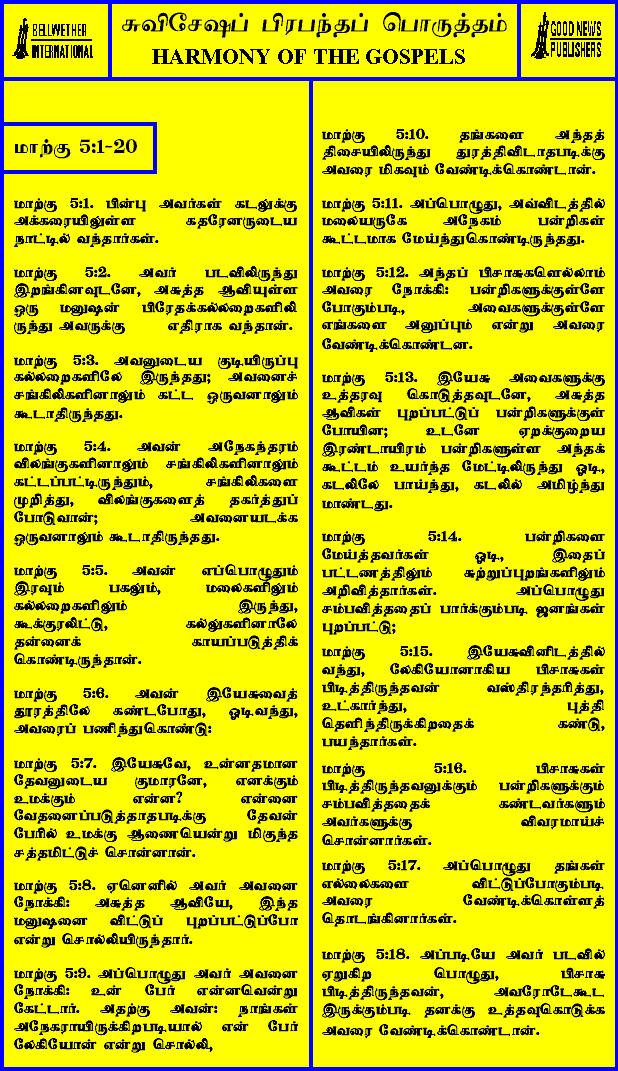 BELLWETHER
INTERNATIONAL
சுவிசேஷப் பிரபந்தப் பொருத்தம்
HARMONY OF THE GOSPELS
GOOD NEWS
PUBLISHERS
மாற்கு 5:1-20
மாற்கு 5:1. பின்பு அவர்கள் கடலுக்கு
அக்கரையிலுள்ள கதரேனருடைய
நாட்டில் வந்தார்கள்.
மாற்கு 5:2. அவர் படவிலிருந்து
இறங்கினவுடனே, அசுத்த ஆவியுள்ள
ஒரு மனுஷன் பிரேதக்கல்லறைகளிலி
ருந்து அவருக்கு எதிராக வந்தான்.
மாற்கு 5:3. அவனுடைய குடியிருப்பு
கல்லறைகளிலே இருந்தது; அவனைச்
சங்கிலிகளினாலும் கட்ட ஒருவனாலும்
கூடாதிருந்தது.
மாற்கு 5:4. அவன் அநேகந்தரம்
விலங்குகளினாலும் சங்கிலிகளினாலும்
கட்டப்பட்டிருந்தும், சங்கிலிகளை
முறித்து, விலங்குகளைத் தகர்த்துப்
போடுவான்; அவனையடக்க
ஒருவனாலும் கூடாதிருந்தது.
மாற்கு 5:5. அவன் எப்பொழுதும்
இரவும் பகலும், மலைகளிலும்
கல்லறைகளிலும் இருந்து,
கூக்குரலிட்டு, கல்லுகளினாலே
தன்னைக் காயப்படுத்திக்
கொண்டிருந்தான்.
மாற்கு 5:6. அவன் இயேசுவைத்
தூரத்திலே கண்டபோது, ஓடிவந்து,
அவரைப் பணிந்துகொண்டு:
மாற்கு 5:7. இயேசுவே, உன்னதமான
தேவனுடைய குமாரனே, எனக்கும்
உமக்கும் என்ன? என்னை
வேதனைப்படுத்தாதபடிக்கு தேவன்
பேரில் உமக்கு ஆணையென்று மிகுந்த
சத்தமிட்டுச் சொன்னான்.
மாற்கு 5:8. ஏனெனில் அவர் அவனை
நோக்கி: அசுத்த ஆவியே, இந்த
மனுஷனை விட்டுப் புறப்பட்டுப்போ
என்று சொல்லியிருந்தார்.
மாற்கு 5:9. அப்பொழுது அவர் அவனை
நோக்கி: உன் பேர் என்னவென்று
கேட்டார். அதற்கு அவன்: நாங்கள்
அநேகராயிருக்கிறபடியால் என் பேர்
லேகியோன் என்று சொல்லி,
மாற்கு 5:10. தங்களை அந்தத்
திசையிலிருந்து துரத்திவிடாதபடிக்கு
அவரை மிகவும் வேண்டிக்கொண்டான்.
மாற்கு 5:11. அப்பொழுது, அவ்விடத்தில்
மலையருகே அநேகம் பன்றிகள்
கூட்டமாக மேய்ந்துகொண்டிருந்தது.
மாற்கு 5:12. அந்தப் பிசாசுகளெல்லாம்
அவரை நோக்கி: பன்றிகளுக்குள்ளே
போகும்படி, அவைகளுக்குள்ளே
எங்களை அனுப்பும் என்று அவரை
வேண்டிக்கொண்டன.
மாற்கு 5:13. இயேசு அவைகளுக்கு
உத்தரவு கொடுத்தவுடனே, அசுத்த
ஆவிகள் புறப்பட்டுப் பன்றிகளுக்குள்
போயின; உடனே ஏறக்குறைய
இரண்டாயிரம் பன்றிகளுள்ள அந்தக்
கூட்டம் உயர்ந்த மேட்டிலிருந்து ஓடி,
கடலிலே பாய்ந்து, கடலில் அமிழ்ந்து
மாண்டது.
மாற்கு 5:14. பன்றிகளை
மேய்த்தவர்கள் ஓடி, இதைப்
பட்டணத்திலும் சுற்றுப்புறங்களிலும்
அறிவித்தார்கள். அப்பொழுது
சம்பவித்ததைப் பார்க்கும்படி ஜனங்கள்
புறப்பட்டு;
மாற்கு 5:15. இயேசுவினிடத்தில்
வந்து, லேகியோனாகிய பிசாசுகள்
பிடித்திருந்தவன் வஸ்திரந்தரித்து,
உட்கார்ந்து, புத்தி
தெளிந்திருக்கிறதைக் கண்டு,
பயந்தார்கள்.
மாற்கு 5:16. பிசாசுகள்
பிடித்திருந்தவனுக்கும் பன்றிகளுக்கும்
சம்பவித்ததைக் கண்டவர்களும்
அவர்களுக்கு விவரமாய்ச்
சொன்னார்கள்.
மாற்கு 5:17. அப்பொழுது தங்கள்
எல்லைகளை விட்டுப்போகும்படி
அவரை வேண்டிக்கொள்ளத்
தொடங்கினார்கள்.
மாற்கு 5:18. அப்படியே அவர் படவில்
ஏறுகிற பொழுது, பிசாசு
பிடித்திருந்தவன், அவரோடேகூட
இருக்கும்படி தனக்கு உத்தவுகொடுக்க
அவரை வேண்டிக்கொண்டான்.